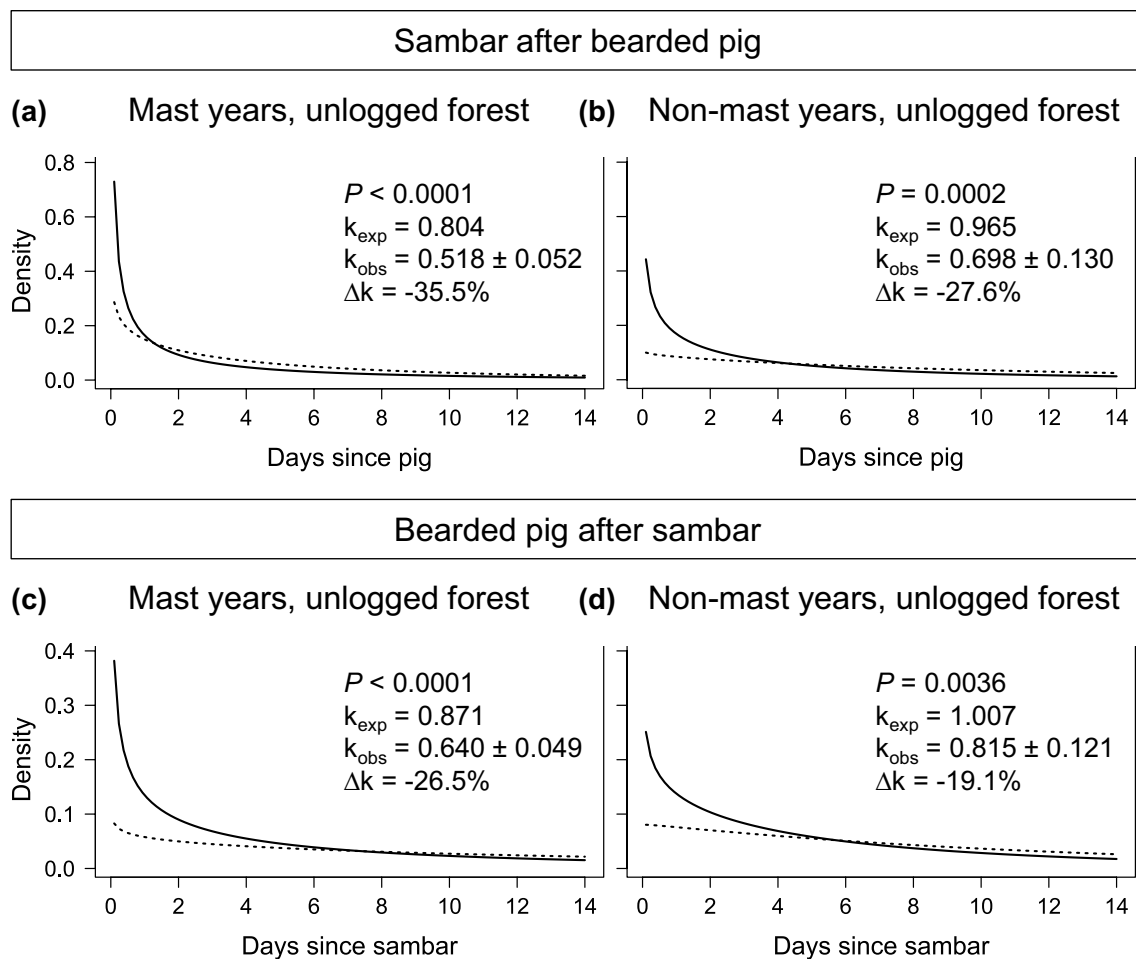 Sambar after bearded pig
(a) Mast years, unlogged forest
0.8
0.6
0.4
0.2
0.0
Density
P < 0.0001
kexp = 0.804
kobs = 0.518 ± 0.052
Δk = -35.5%
0 2 4 6 8 10 12 14
Days since pig
(b) Non-mast years, unlogged forest
P = 0.0002
kexp = 0.965
kobs = 0.698 ± 0.130
Δk = -27.6%
0 2 4 6 8 10 12 14
Days since pig
Bearded pig after sambar
(c) Mast years, unlogged forest
0.4
0.3
0.2
0.1
0.0
Density
P < 0.0001
kexp = 0.871
kobs = 0.640 ± 0.049
Δk = -26.5%
0 2 4 6 8 10 12 14
Days since sambar
(d) Non-mast years, unlogged forest
P = 0.0036
kexp = 1.007
kobs = 0.815 ± 0.121
Δk = -19.1%
0 2 4 6 8 10 12 14
Days since sambar